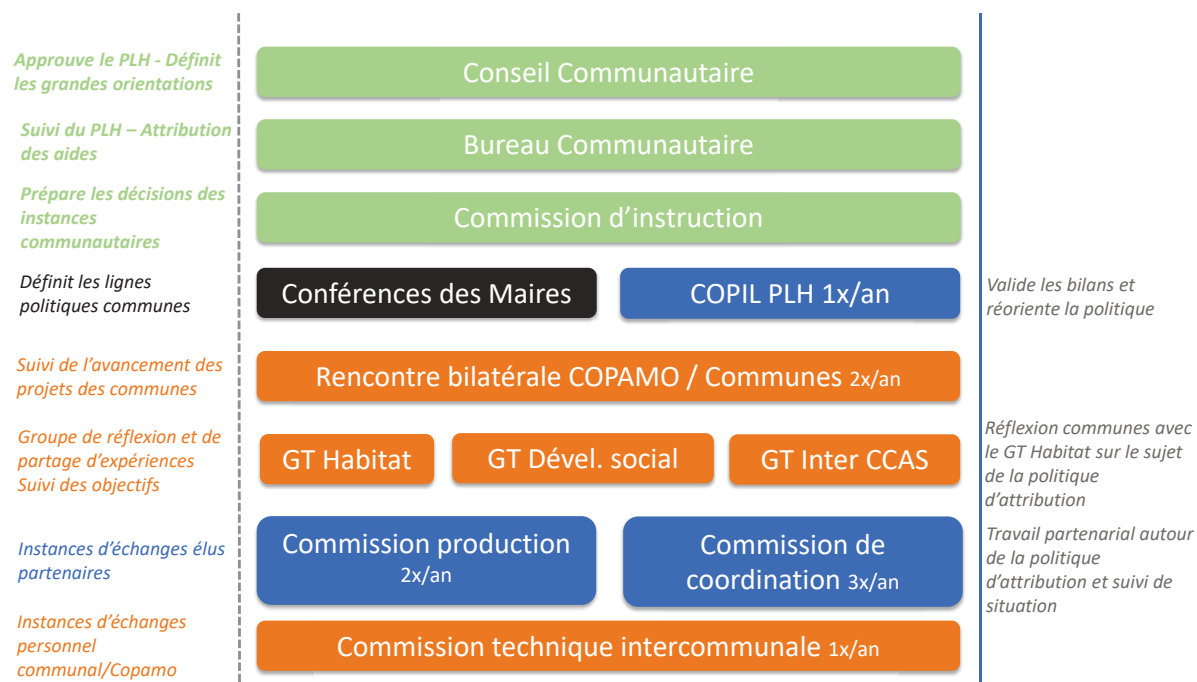 Approuve le PLH - Définit
les grandes orientations
Conseil Communautaire
Suivi du PLH – Attribution
des aides
Bureau Communautaire
Prépare les décisions des
instances
communautaires
Commission d’instruction
Définit les lignes
politiques communes
Conférences des Maires
COPIL PLH 1x/an
Valide les bilans et
réoriente la politique
Suivi de l’avancement des
projets des communes
Rencontre bilatérale COPAMO / Communes 2x/an
Groupe de réflexion et de
partage d’expériences
Suivi des objectifs
GT Habitat
GT Dével. social
GT Inter CCAS
Réflexion communes avec
le GT Habitat sur le sujet
de la politique
d’attribution
Instances d’échanges élus
partenaires
Commission production
2x/an
Commission de
coordination 3x/an
Travail partenarial autour
de la politique
d’attribution et suivi de
situation
Instances d’échanges
personnel
communal/Copamo
Commission technique intercommunale 1x/an